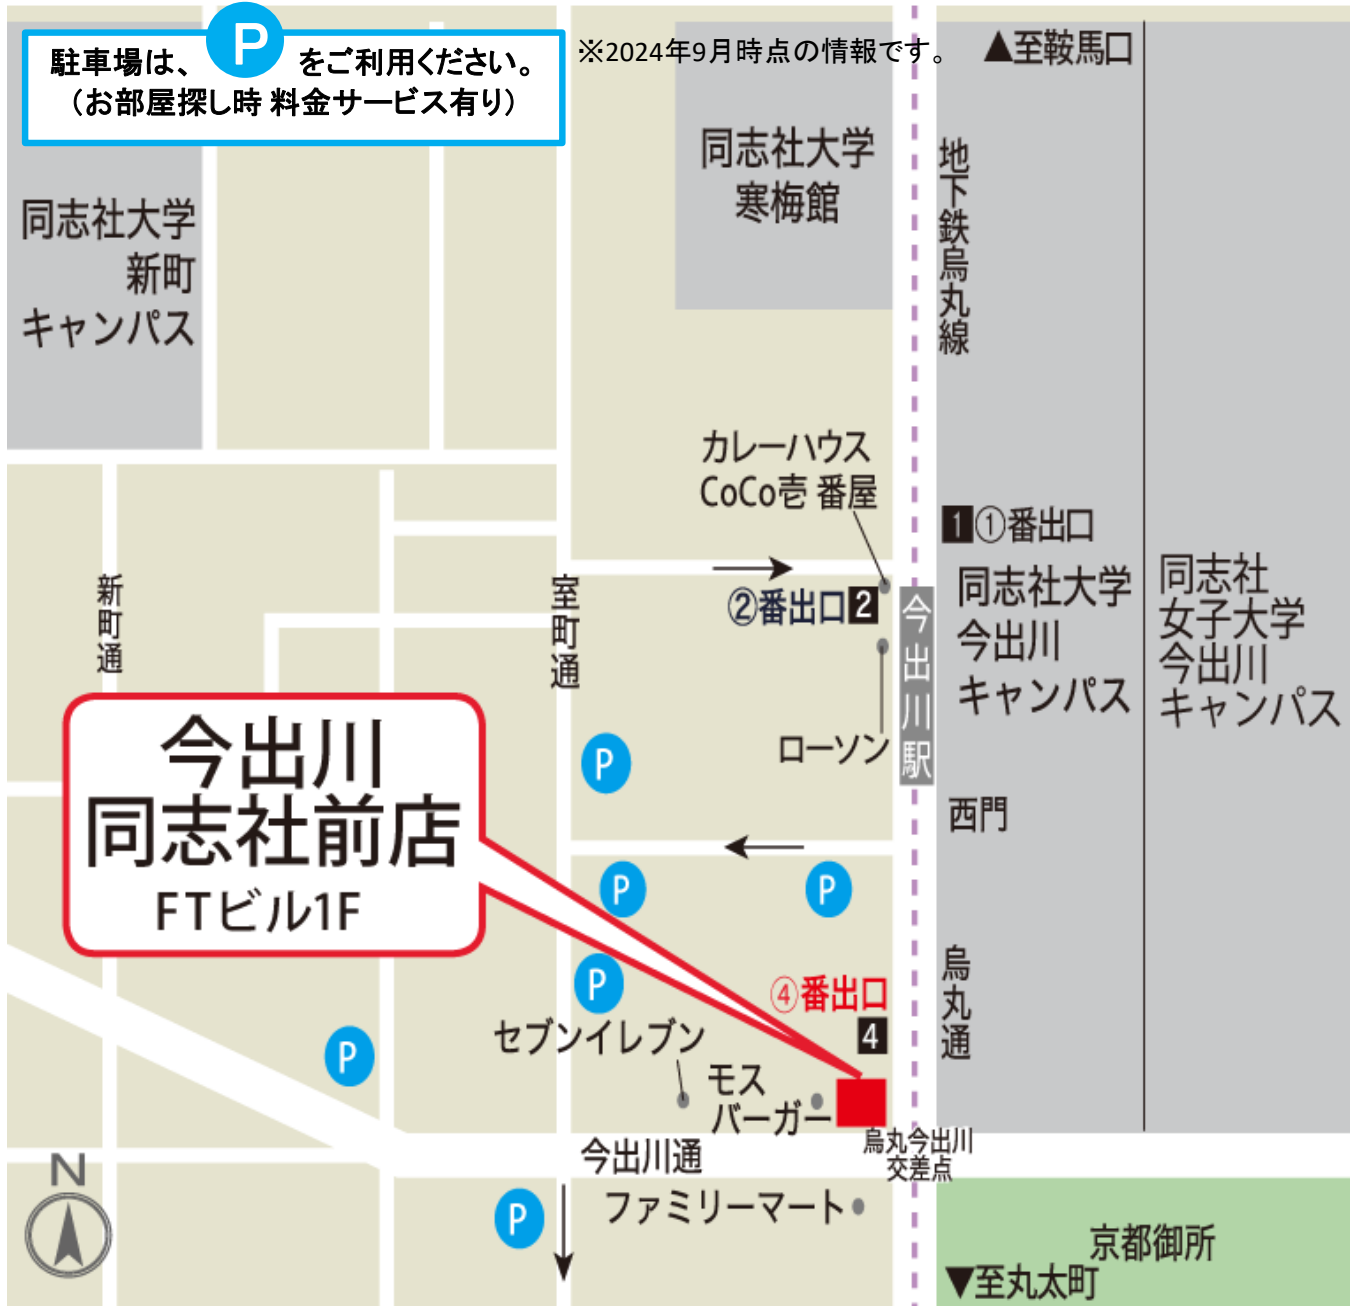 駐車場は、 P をご利用ください。
（お部屋探し時 料金サービス有り）
※2024年9月時点の情報です。
▲至鞍馬口
同志社大学
新町
キャンパス
同志社大学
寒梅館
地下鉄烏丸線
カレーハウス
CoCo壱 番屋
1 ①番出口
②番出口 2
同志社大学
今出川
キャンパス
同志社
女子大学
今出川
キャンパス
新町通
室町通
今出川駅
ローソン
今出川
同志社前店
FTビル1F
P
西門
P
P
P
④番出口
4
烏丸通
セブンイレブン
P
モス
バーガー
烏丸今出川
交差点
今出川通
N
P
ファミリーマート
京都御所
▼至丸太町